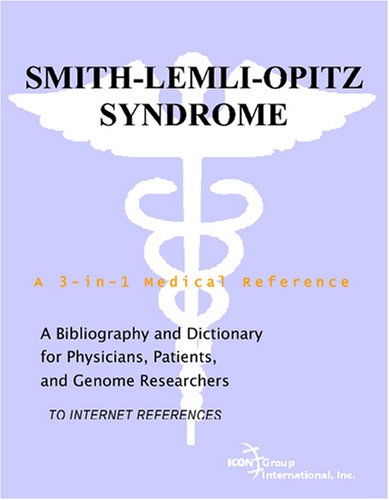 SMITH-LEMLI-OPITZ
SYNDROME
A 3-in-1 Medical Reference
A Bibliography and Dictionary
for Physicians, Patients,
and Genome Researchers
TO INTERNET REFERENCES
ICON Group
International, Inc.